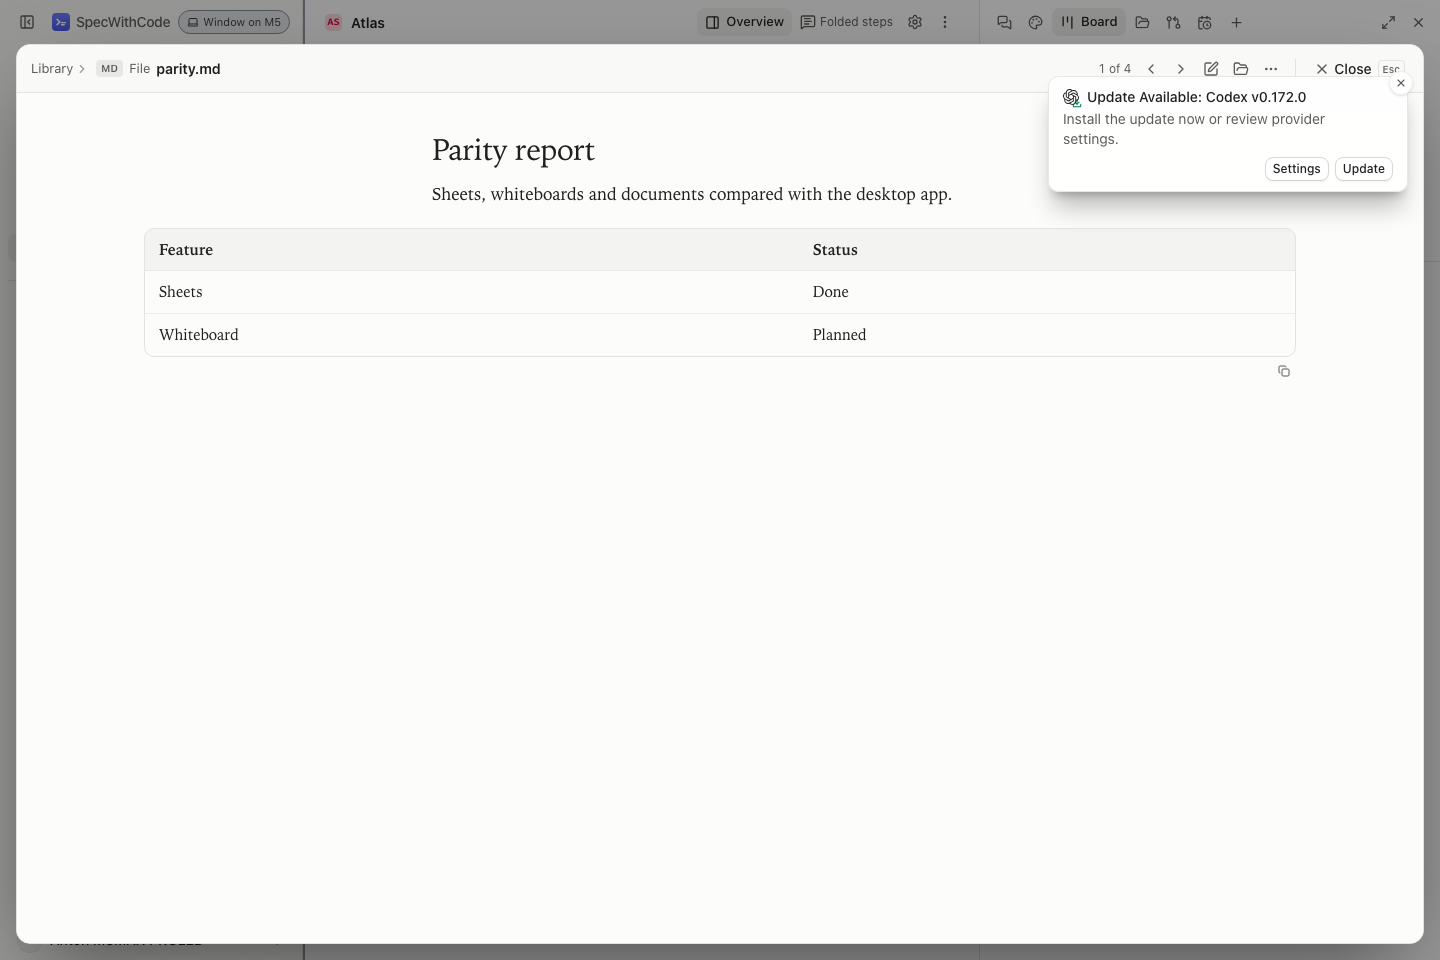 SpecWithCode
Window on M5
AS
Atlas
Overview
Folded steps
Board
Library
MD
File
parity.md
1 of 4
Close
Esc
Update Available: Codex v0.172.0
Install the update now or review provider
settings.
Settings
Update
Parity report
Sheets, whiteboards and documents compared with the desktop app.
Feature Status
Sheets Done
Whiteboard Planned